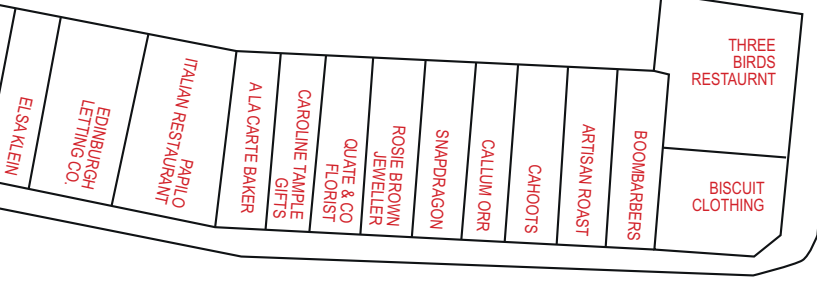 ELSA KLEIN
EDINBURGH
LETTING CO.
PAPILO
ITALIAN RESTAURANT
A LA CARTE BAKER
CAROLINE TAMPLE
GIFTS
QUATE & CO
FLORIST
ROSIE BROWN
JEWELLER
SNAPDRAGON
CALLUM ORR
CAHOOTS
ARTISAN ROAST
BOOMBARBERS
THREE
BIRDS
RESTAURNT
BISCUIT
CLOTHING